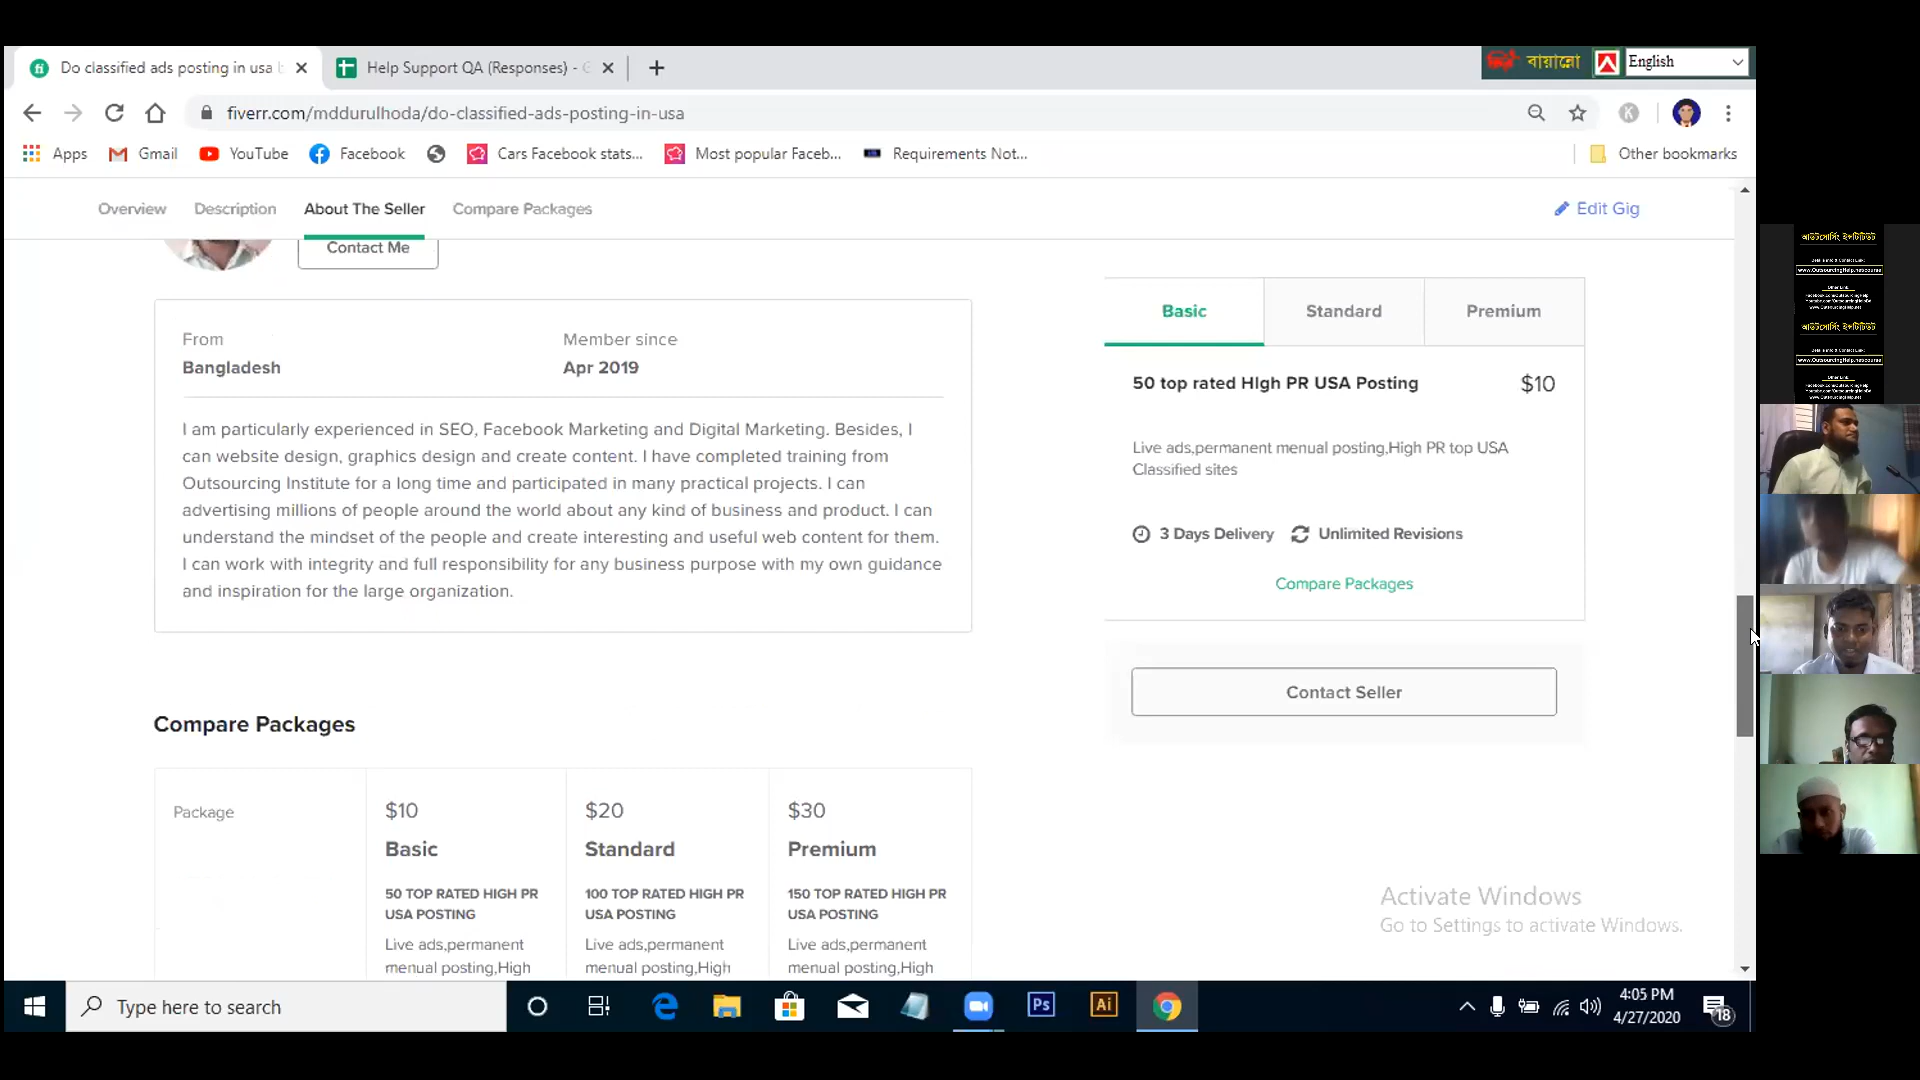 Do classified ads posting in usa
Help Support QA (Responses) -
বায়ান্নো
English
fiverr.com/mddurulhoda/do-classified-ads-posting-in-usa
Apps
Gmail
YouTube
Facebook
Cars Facebook stats...
Most popular Faceb...
Requirements Not...
Other bookmarks
Overview
Description
About The Seller
Compare Packages
Edit Gig
Contact Me
From
Bangladesh
Member since
Apr 2019
I am particularly experienced in SEO, Facebook Marketing and Digital Marketing. Besides, I
can website design, graphics design and create content. I have completed training from
Outsourcing Institute for a long time and participated in many practical projects. I can
advertising millions of people around the world about any kind of business and product. I can
understand the mindset of the people and create interesting and useful web content for them.
I can work with integrity and full responsibility for any business purpose with my own guidance
and inspiration for the large organization.
Basic
Standard
Premium
50 top rated HIgh PR USA Posting
$10
Live ads,permanent menual posting,High PR top USA
Classified sites
3 Days Delivery
Unlimited Revisions
Compare Packages
Contact Seller
Compare Packages
Package
$10
Basic
50 TOP RATED HIGH PR
USA POSTING
Live ads,permanent
menual posting,High
$20
Standard
100 TOP RATED HIGH PR
USA POSTING
Live ads,permanent
menual posting,High
$30
Premium
150 TOP RATED HIGH PR
USA POSTING
Live ads,permanent
menual posting,High
Activate Windows
Go to Settings to activate Windows.
আউটসোর্সিং ইন্সটিটিউট
আউটসোর্সিং ইন্সটিটিউট
Type here to search
Ps
Ai
4:05 PM
4/27/2020
18